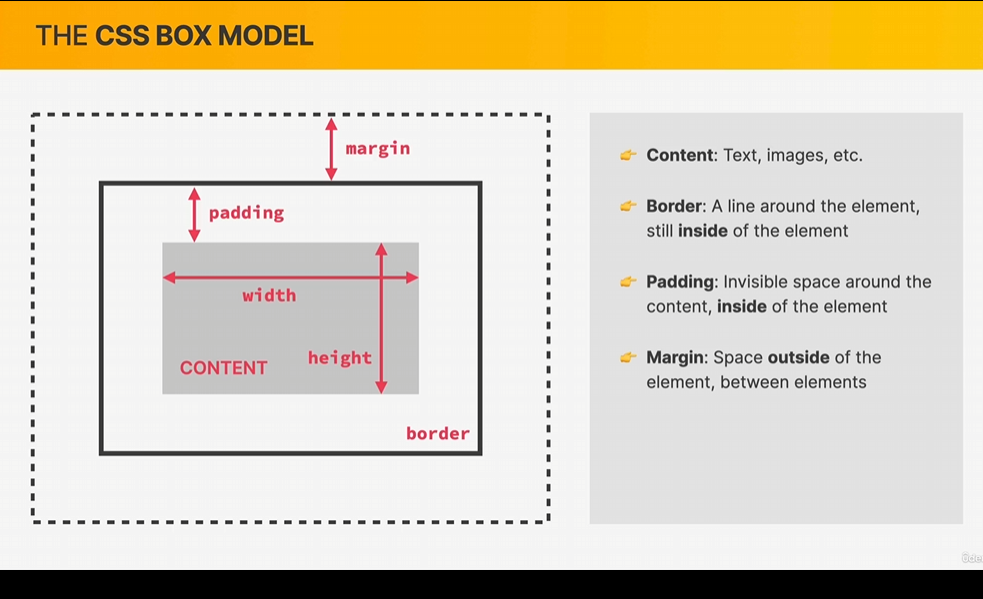 THE CSS BOX MODEL
margin
padding
width
height
CONTENT
border
👉 Content: Text, images, etc.
👉 Border: A line around the element,
still inside of the element
👉 Padding: Invisible space around the
content, inside of the element
👉 Margin: Space outside of the
element, between elements